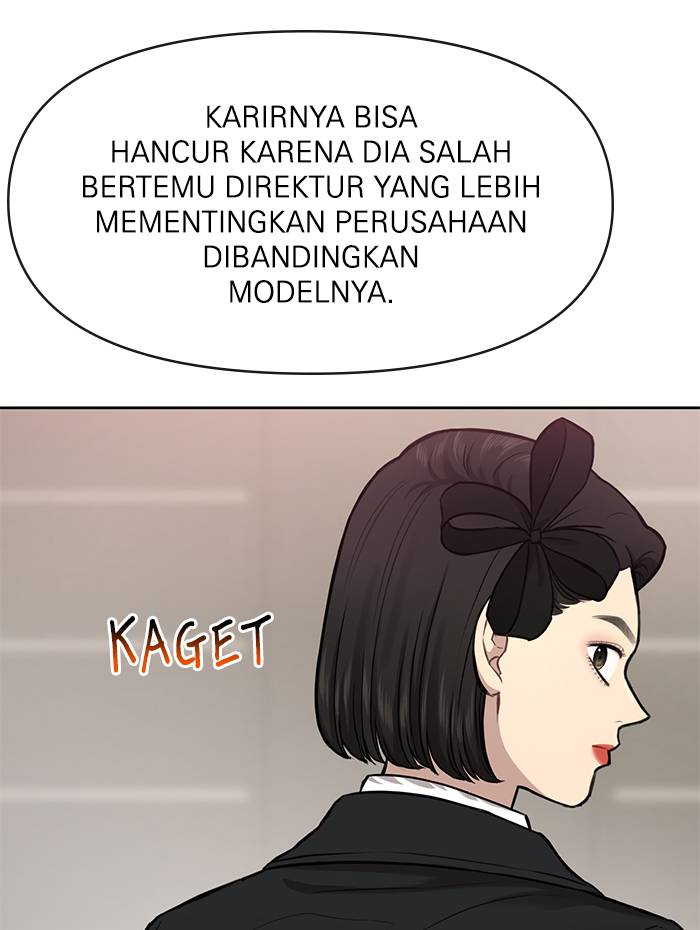 KARIRNYA BISA
HANCUR KARENA DIA SALAH
BERTEMU DIREKTUR YANG LEBIH
MEMENTINGKAN PERUSAHAAN
DIBANDINGKAN
MODELNYA.
KAGET